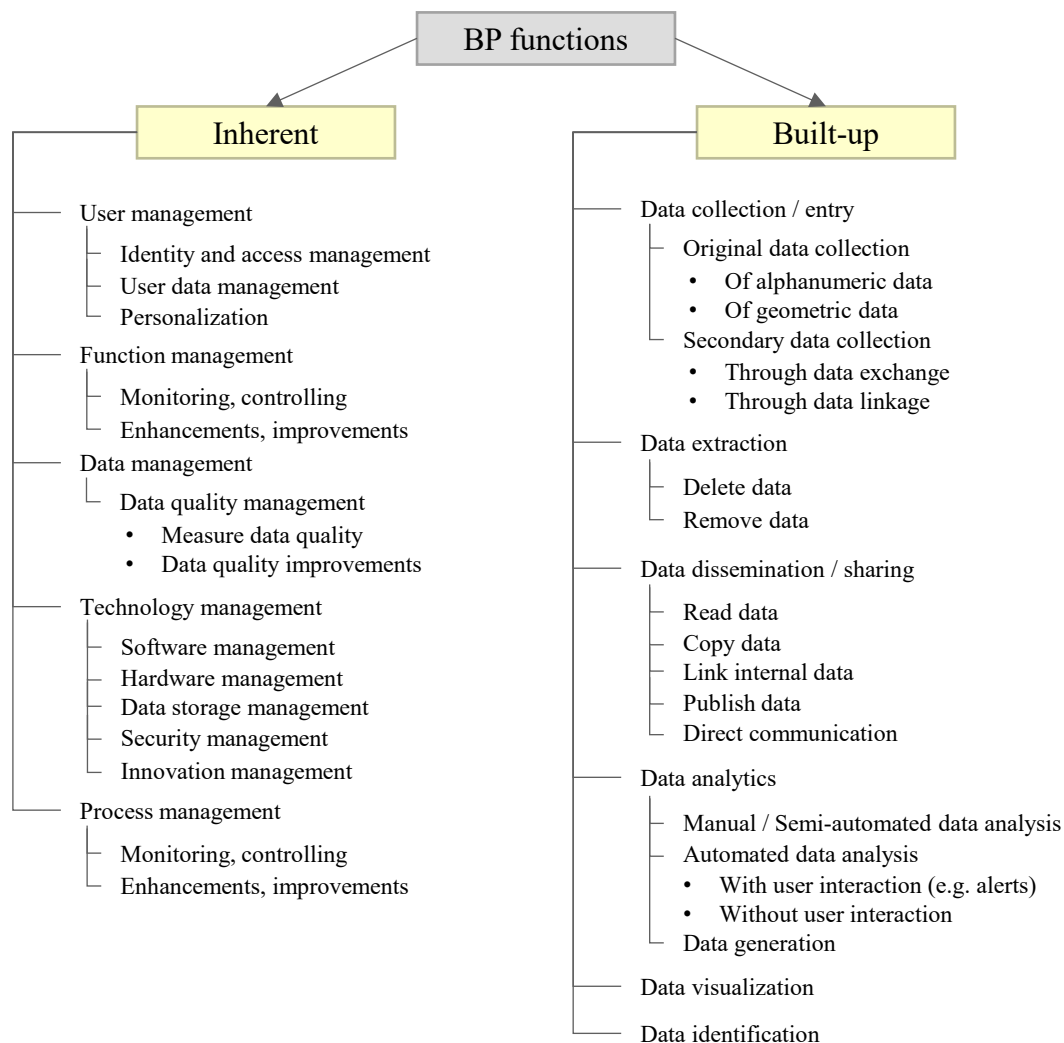 BP functions
Inherent
User management
Identity and access management
User data management
Personalization
Function management
Monitoring, controlling
Enhancements, improvements
Data management
Data quality management
• Measure data quality
• Data quality improvements
Technology management
Software management
Hardware management
Data storage management
Security management
Innovation management
Process management
Monitoring, controlling
Enhancements, improvements
Built-up
Data collection / entry
Original data collection
• Of alphanumeric data
• Of geometric data
Secondary data collection
• Through data exchange
• Through data linkage
Data extraction
Delete data
Remove data
Data dissemination / sharing
Read data
Copy data
Link internal data
Publish data
Direct communication
Data analytics
Manual / Semi-automated data analysis
Automated data analysis
• With user interaction (e.g. alerts)
• Without user interaction
Data generation
Data visualization
Data identification